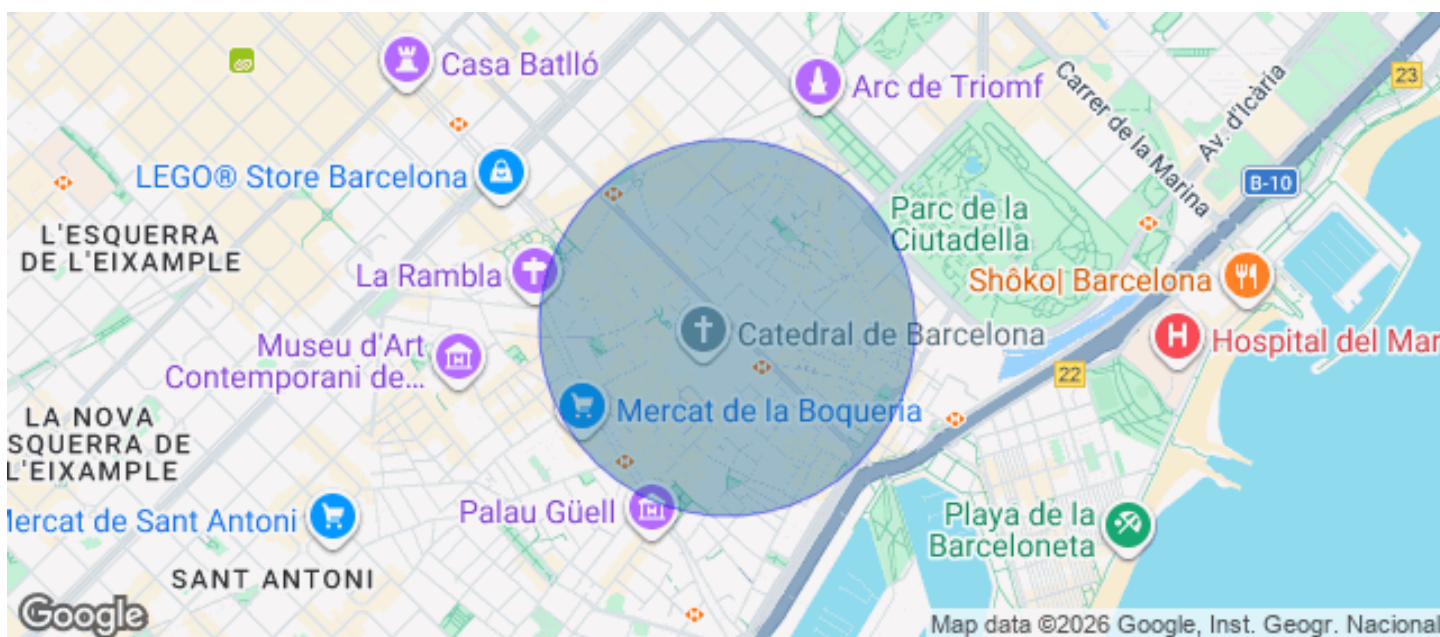 Casa Batlló
Arc de Triomf
23
Carrer de la Marina
Av. d'Icària
LEGO® Store Barcelona
B-10
L'ESQUERRA
DE L'EIXAMPLE
Parc de la
Ciutadella
La Rambla
Shôko| Barcelona
Museu d'Art
Contemporani de...
Catedral de Barcelona
Hospital del Mar
22
LA NOVA
SQUERRA DE
L'EIXAMPLE
Mercat de la Boqueria
Mercat de Sant Antoni
Palau Güell
Playa de la
Barceloneta
SANT ANTONI
Google
Map data ©2026 Google, Inst. Geogr. Nacional